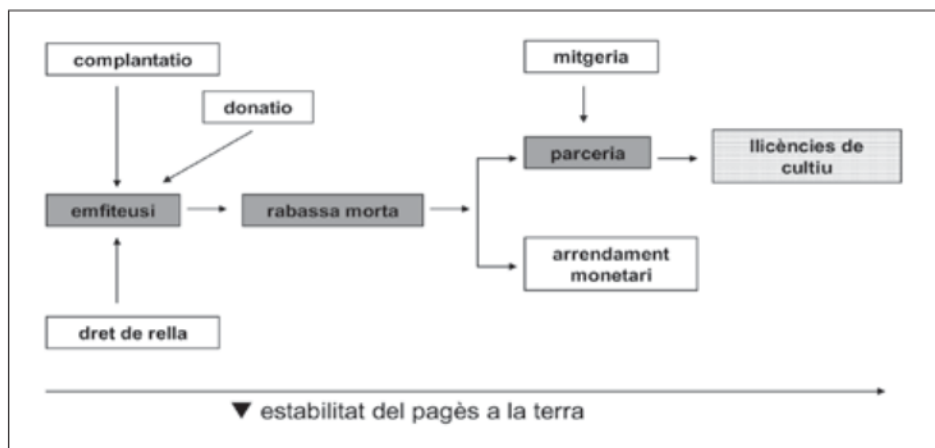 complantatio
mitgeria
donatio
parceria
llicències de
cultiu
emfiteusi
rabassa morta
arrendament
monetari
dret de rella
▼ estabilitat del pagès a la terra